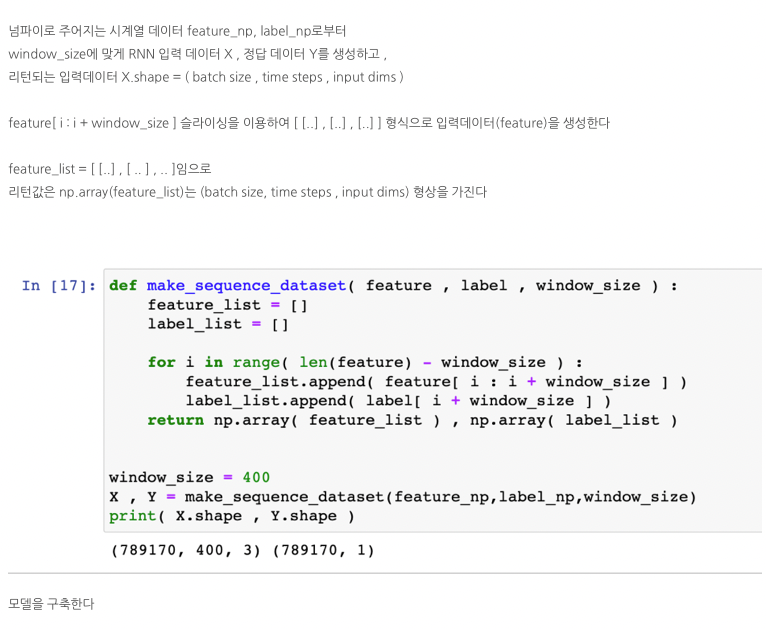 넘파이로 주어지는 시계열 데이터 feature_np, label_np로부터
window_size에 맞게 RNN 입력 데이터 X , 정답 데이터 Y를 생성하고 ,
리턴되는 입력데이터 X.shape = ( batch size , time steps , input dims )
feature[ i : i + window_size ] 슬라이싱을 이용하여 [ [..] , [..] , [..] ] 형식으로 입력데이터(feature)을 생성한다
feature_list = [ [..] , [ .. ] , .. ]임으로
리턴값은 np.array(feature_list)는 (batch size, time steps , input dims) 형상을 가진다
In [17]: def make_sequence_dataset( feature , label , window_size ) :
feature_list = []
label_list = []
for i in range( len(feature) - window_size ) :
feature_list.append( feature[ i : i + window_size ] )
label_list.append( label[ i + window_size ] )
return np.array( feature_list ) , np.array( label_list )
window_size = 400
X , Y = make_sequence_dataset(feature_np,label_np,window_size)
print( X.shape , Y.shape )
(789170, 400, 3) (789170, 1)
모델을 구축한다